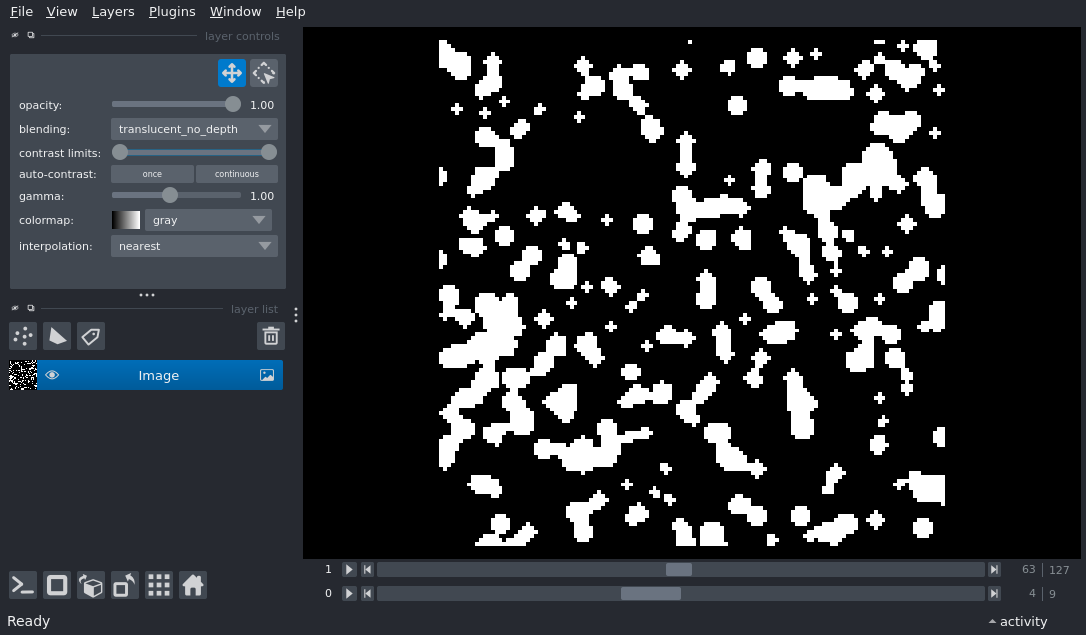 File View Layers Plugins Window Help
layer controls
opacity: 1.00
blending: translucent_no_depth
contrast limits:
auto-contrast: once continuous
gamma: 1.00
colormap: gray
interpolation: nearest
layer list
Image
1 63 127
0 4 9
Ready activity